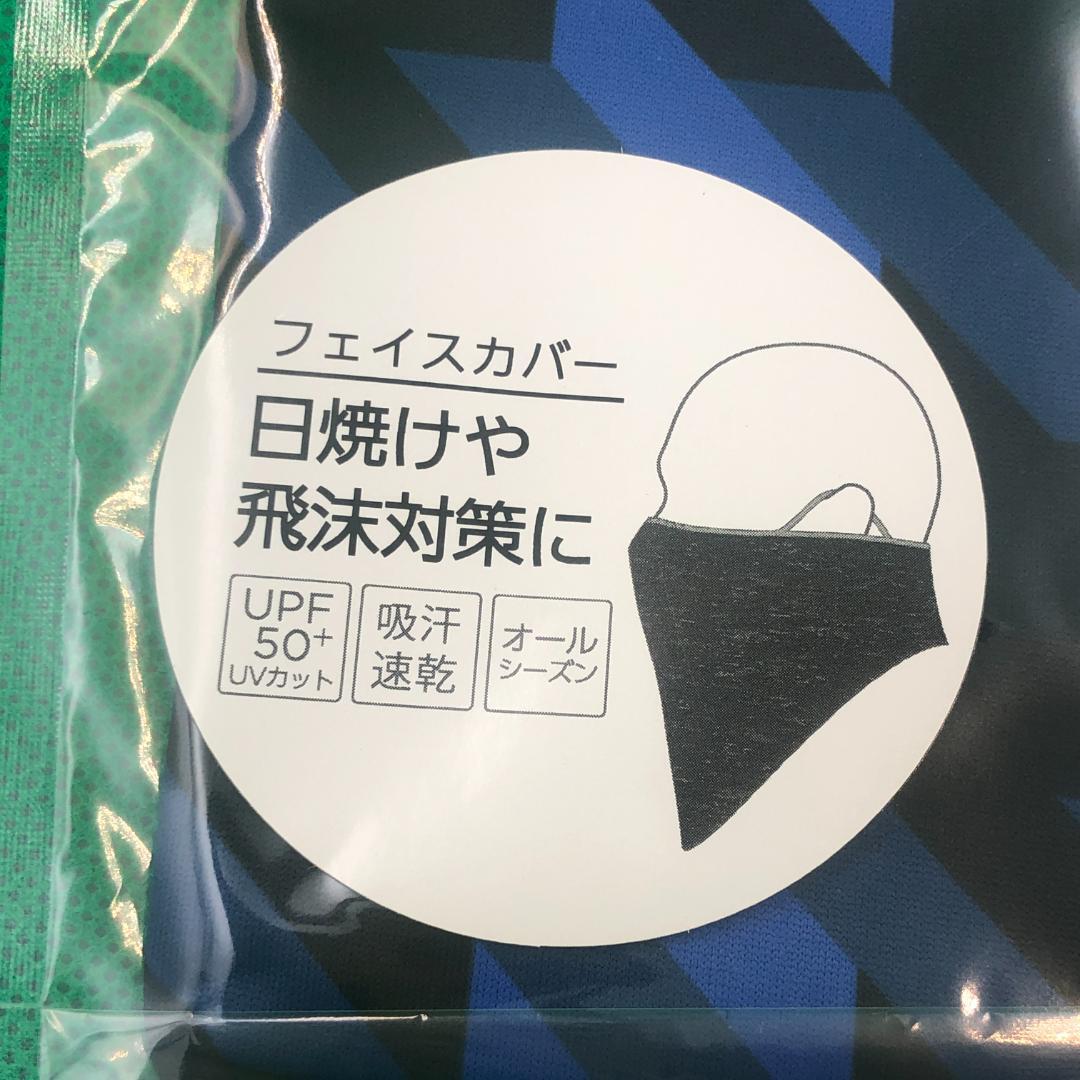 フェイスカバー
日焼けや
飛沫対策に
UPF
50+
UVカット
吸汗
速乾
オール
シーズン